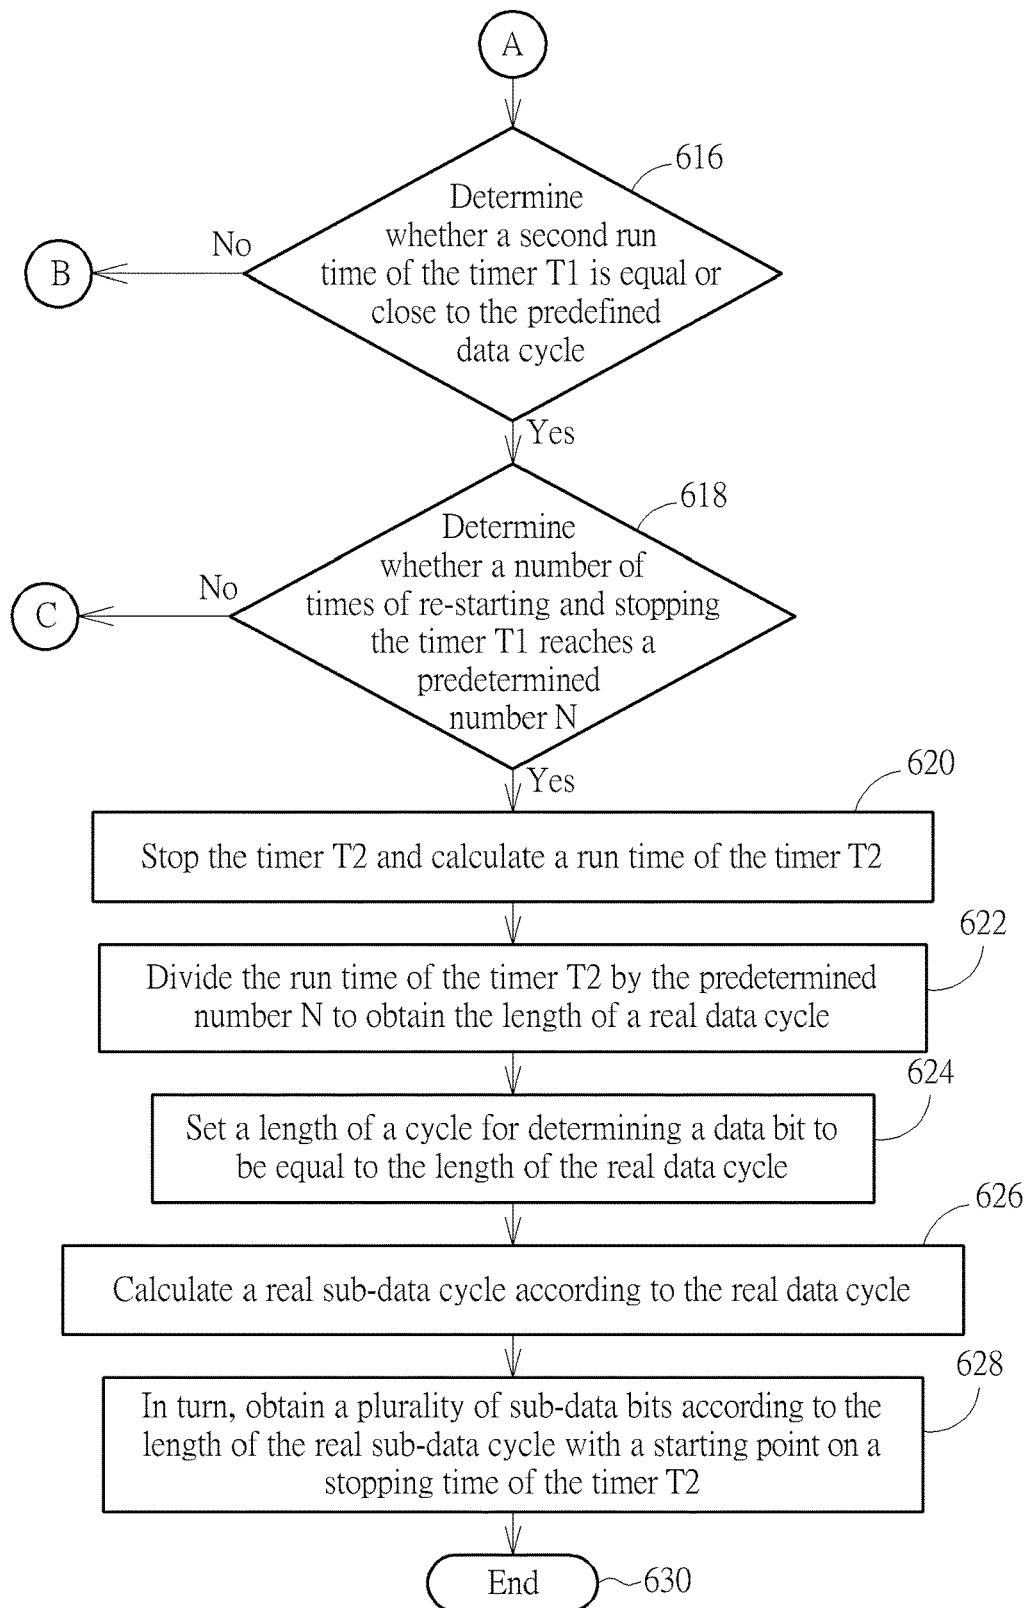 A
616
Determine
whether a second run
time of the timer T1 is equal or
close to the predefined
data cycle
No
B
Yes
618
Determine
whether a number of
times of re-starting and stopping
the timer T1 reaches a
predetermined
number N
No
C
Yes
620
Stop the timer T2 and calculate a run time of the timer T2
622
Divide the run time of the timer T2 by the predetermined
number N to obtain the length of a real data cycle
624
Set a length of a cycle for determining a data bit to
be equal to the length of the real data cycle
626
Calculate a real sub-data cycle according to the real data cycle
628
In turn, obtain a plurality of sub-data bits according to the
length of the real sub-data cycle with a starting point on a
stopping time of the timer T2
End
630